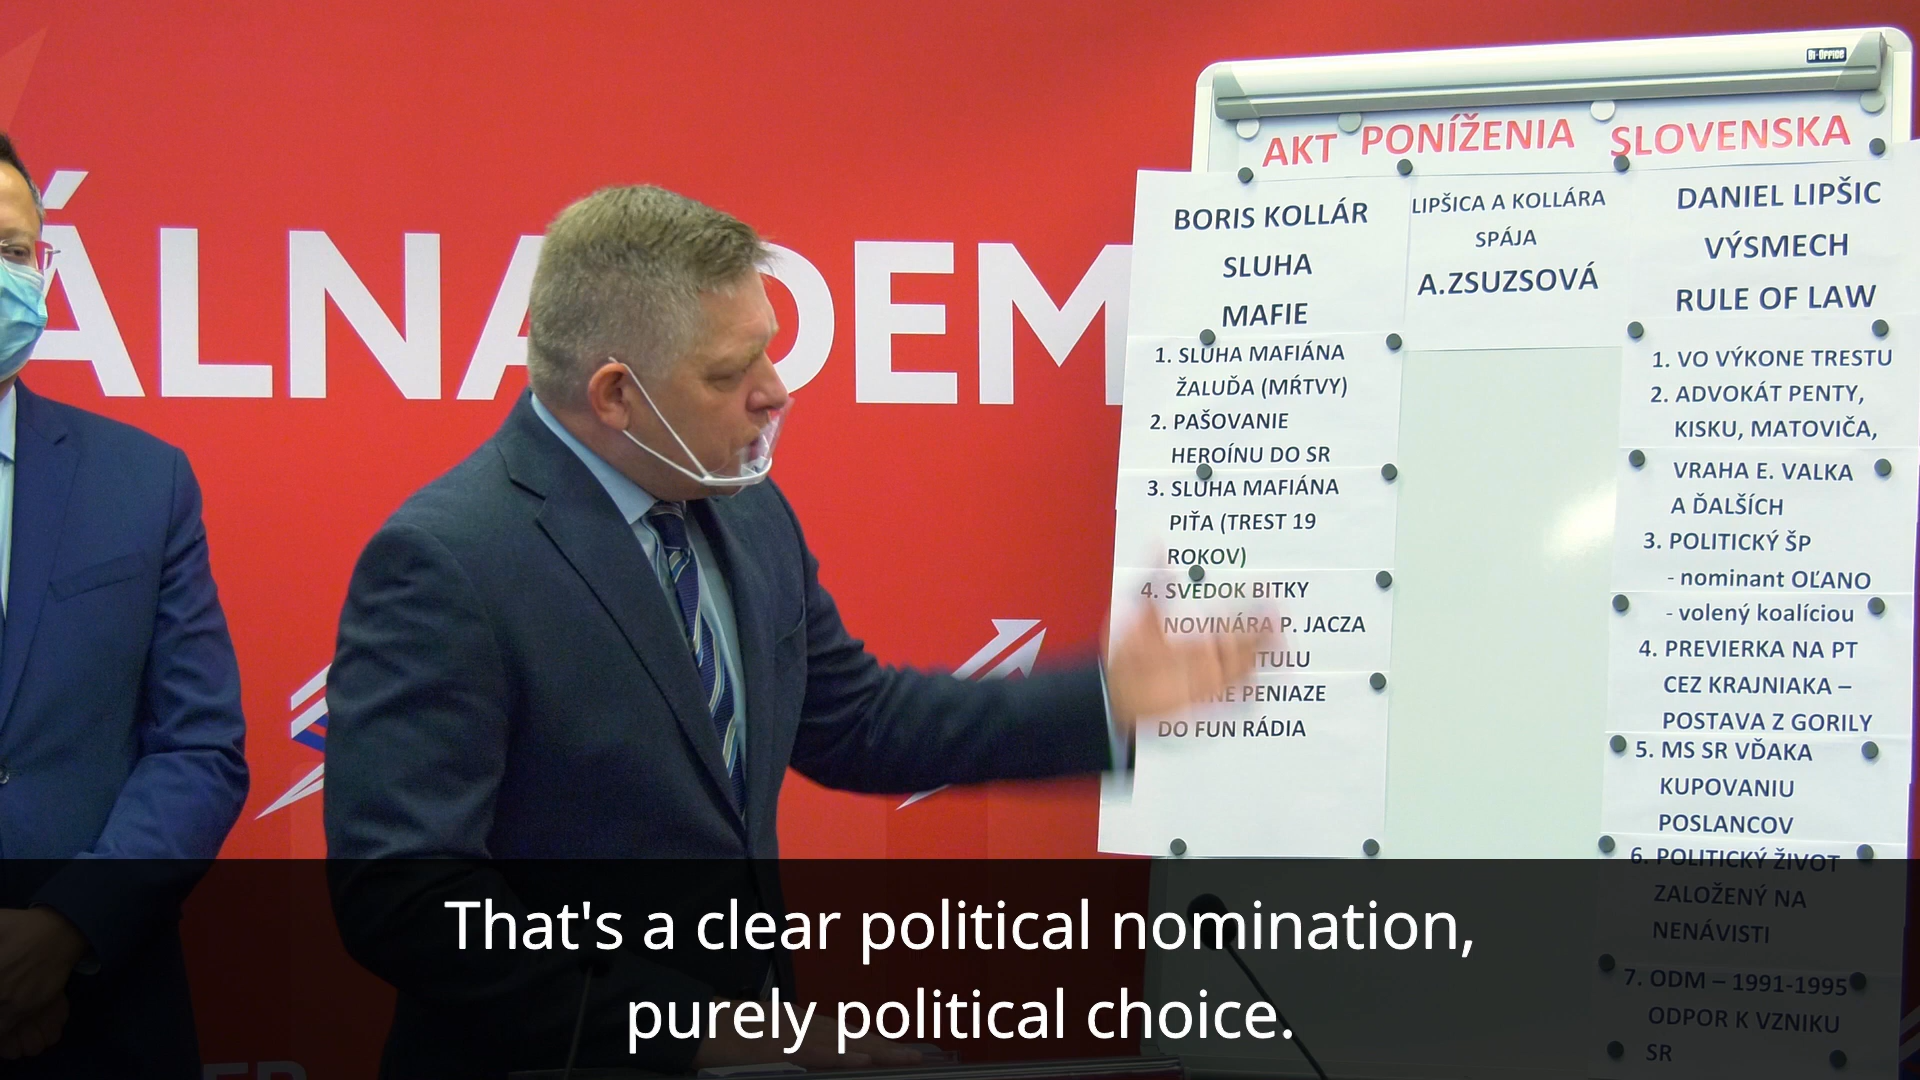 BI-OFFICE
AKT PONÍŽENIA SLOVENSKA
BORIS KOLLÁR
SLUHA
MAFIE
1. SLUHA MAFIÁNA
ŽALUĎA (MŔTVY)
2. PAŠOVANIE
HEROÍNU DO SR
3. SLUHA MAFIÁNA
PIŤA (TREST 19
ROKOV)
4. SVEDOK BITKY
NOVINÁRA P. JACZA
PENIAZE
DO FUN RÁDIA
LIPŠICA A KOLLÁRA
SPÁJA
A.ZSUZSOVÁ
DANIEL LIPŠIC
VÝSMECH
RULE OF LAW
1. VO VÝKONE TRESTU
2. ADVOKÁT PENTY,
KISKU, MATOVIČA,
VRAHA E. VALKA
A ĎALŠÍCH
3. POLITICKÝ ŠP
- nominant OĽANO
- volený koalíciou
4. PREVIERKA NA PT
CEZ KRAJNIAKA –
POSTAVA Z GORILY
5. MS SR VĎAKA
KUPOVANIU
POSLANCOV
6. POLITICKÝ ŽIVOT
ZALOŽENÝ NA
NENÁVISTI
7. ODM – 1991-1995
ODPOR K VZNIKU
SR
ÁLNA DEM
That's a clear political nomination,
purely political choice.